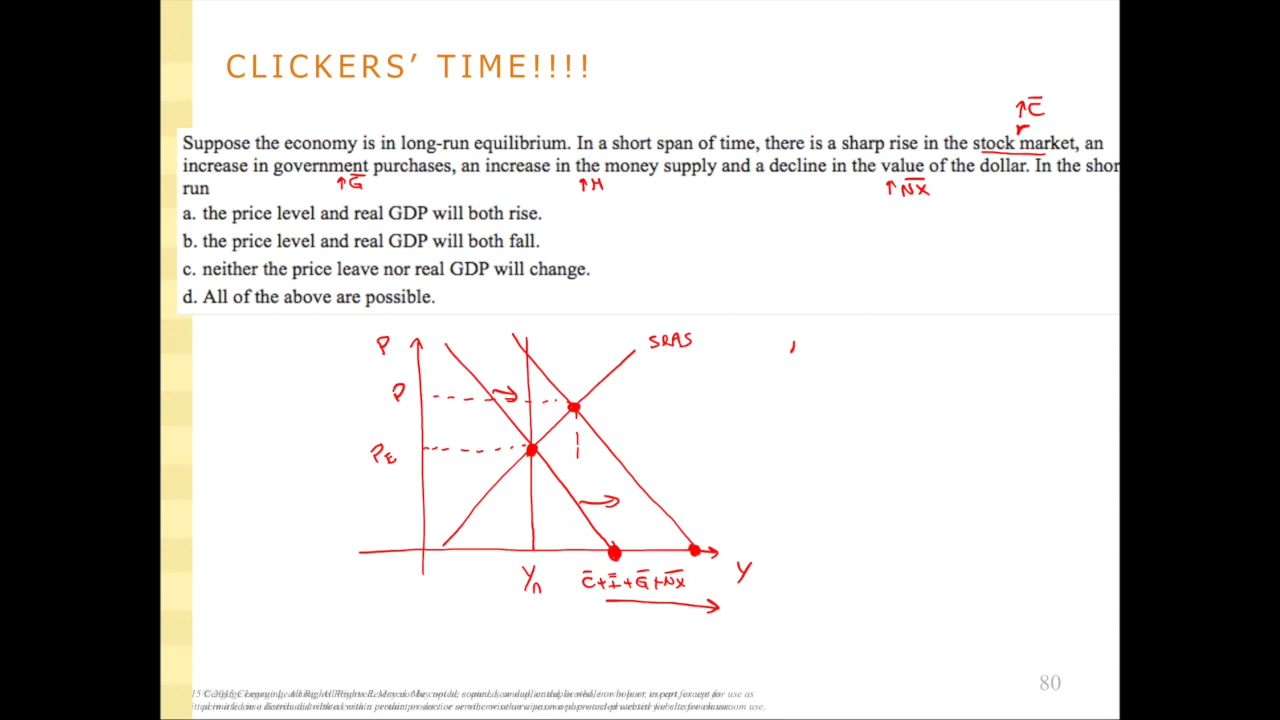 CLICKERS' TIME!!!!
↑C̅
r
Suppose the economy is in long-run equilibrium. In a short span of time, there is a sharp rise in the stock market, an
increase in government purchases, an increase in the money supply and a decline in the value of the dollar. In the shor
↑G̅ ↑M ↑N̅X̅
run
a. the price level and real GDP will both rise.
b. the price level and real GDP will both fall.
c. neither the price leave nor real GDP will change.
d. All of the above are possible.
P SRAS
P
PE
Yn C̅+I̅+G̅+N̅X̅ Y
80